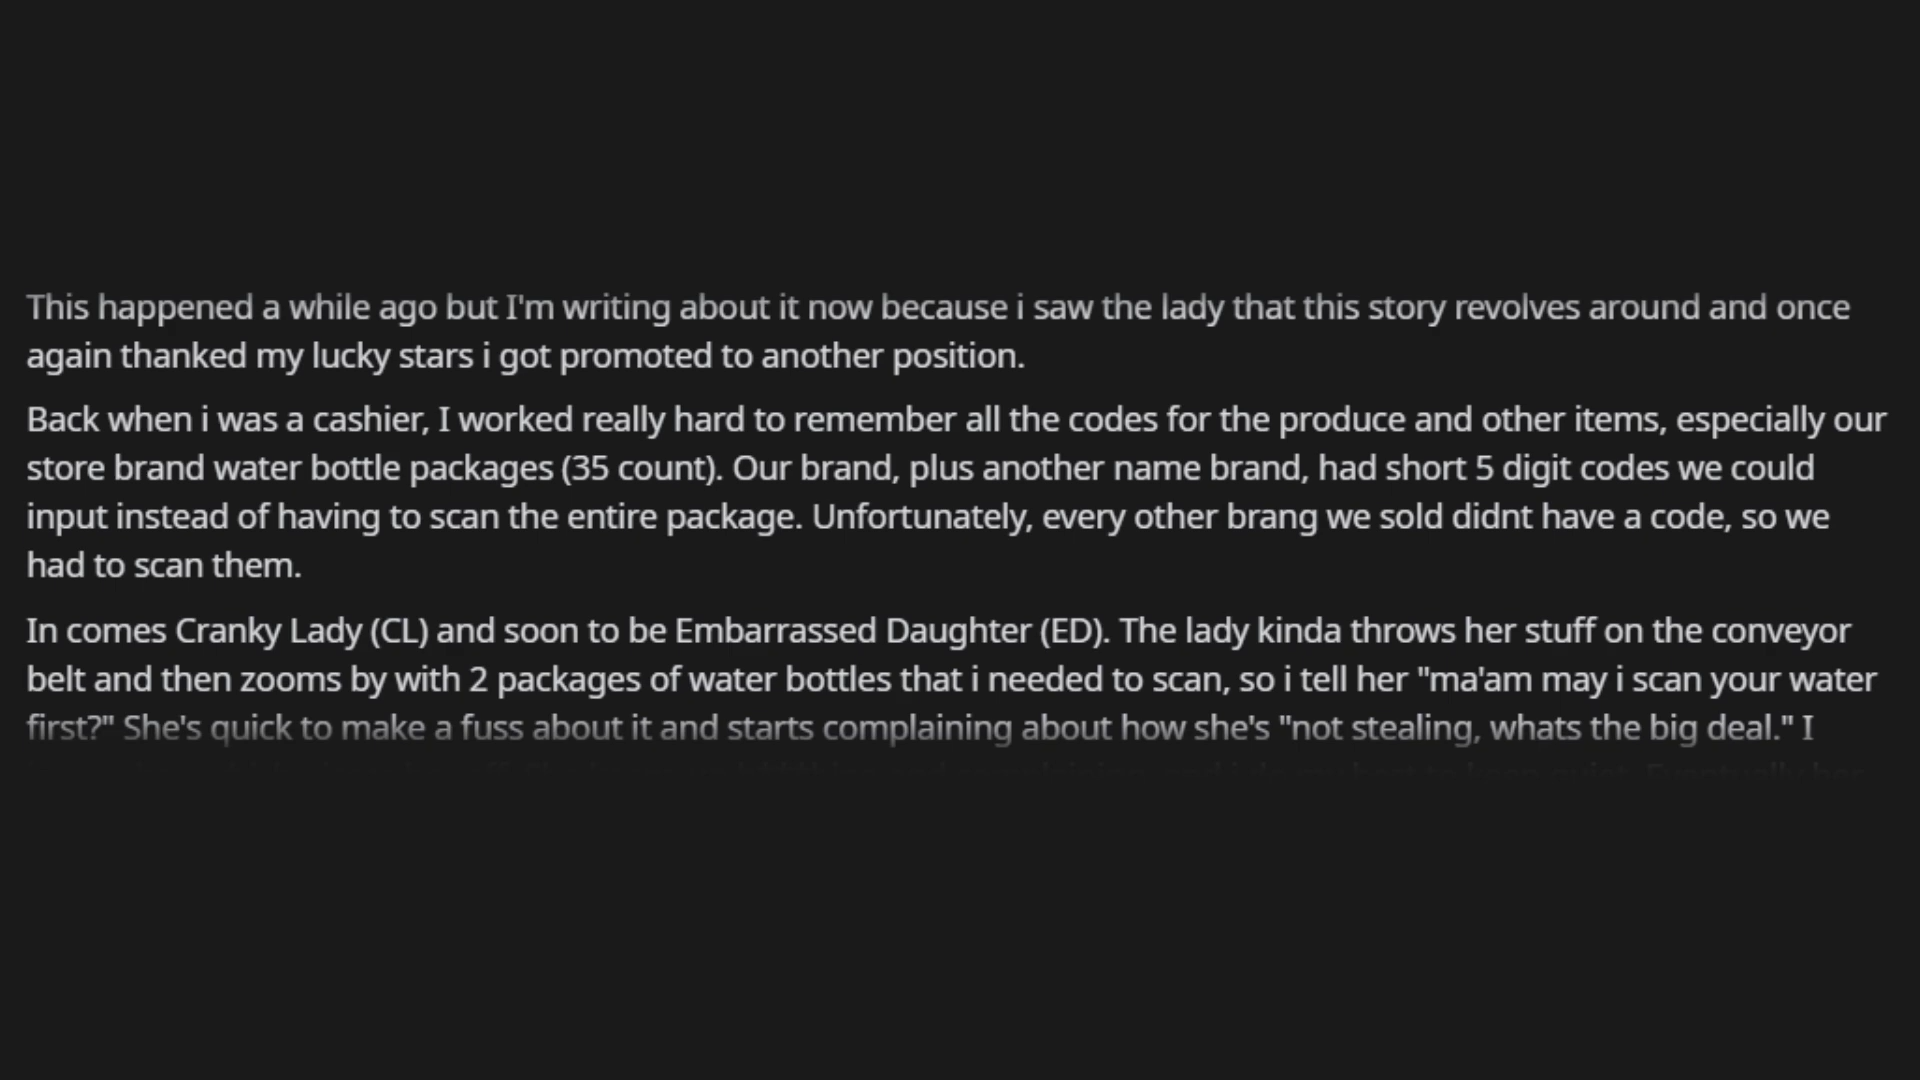 This happened a while ago but I'm writing about it now because i saw the lady that this story revolves around and once
again thanked my lucky stars i got promoted to another position.
Back when i was a cashier, I worked really hard to remember all the codes for the produce and other items, especially our
store brand water bottle packages (35 count). Our brand, plus another name brand, had short 5 digit codes we could
input instead of having to scan the entire package. Unfortunately, every other brang we sold didnt have a code, so we
had to scan them.
In comes Cranky Lady (CL) and soon to be Embarrassed Daughter (ED). The lady kinda throws her stuff on the conveyor
belt and then zooms by with 2 packages of water bottles that i needed to scan, so i tell her "ma'am may i scan your water
first?" She's quick to make a fuss about it and starts complaining about how she's "not stealing, whats the big deal." I